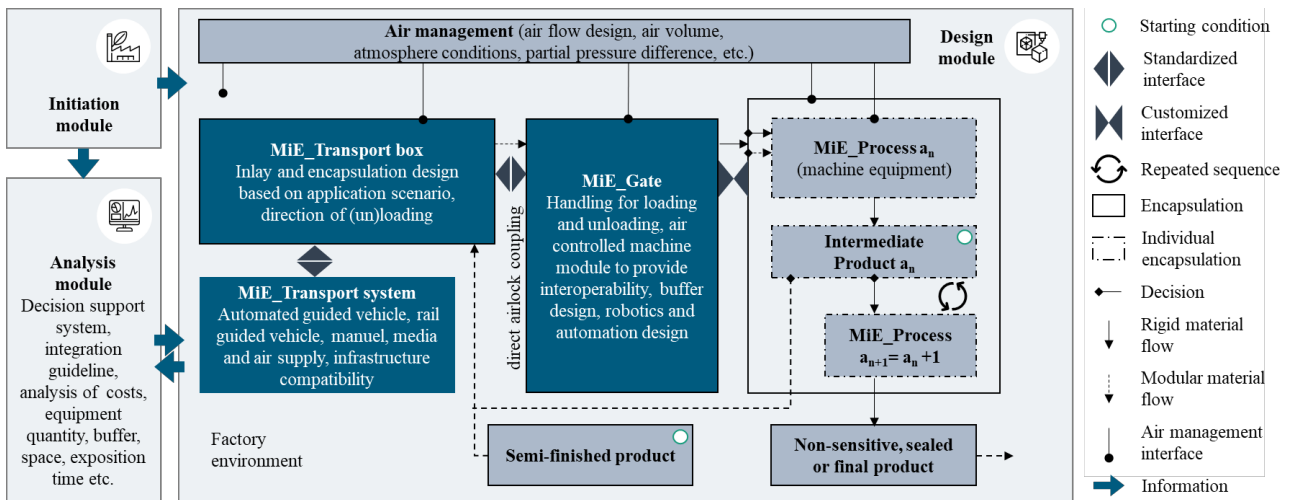 Initiation
module
Analysis
module
Decision support
system,
integration
guideline,
analysis of costs,
equipment
quantity, buffer,
space, exposition
time etc.
Air management (air flow design, air volume,
atmosphere conditions, partial pressure difference, etc.)
Design
module
MiE_Transport box
Inlay and encapsulation design
based on application scenario,
direction of (un)loading
MiE_Transport system
Automated guided vehicle, rail
guided vehicle, manuel, media
and air supply, infrastructure
compatibility
direct airlock coupling
MiE_Gate
Handling for loading
and unloading, air
controlled machine
module to provide
interoperability, buffer
design, robotics and
automation design
MiE_Process aₙ
(machine equipment)
Intermediate
Product aₙ
MiE_Process
aₙ₊₁= aₙ +1
Factory
environment
Semi-finished product
Non-sensitive, sealed
or final product
Starting condition
Standardized
interface
Customized
interface
Repeated sequence
Encapsulation
Individual
encapsulation
Decision
Rigid material
flow
Modular material
flow
Air management
interface
Information